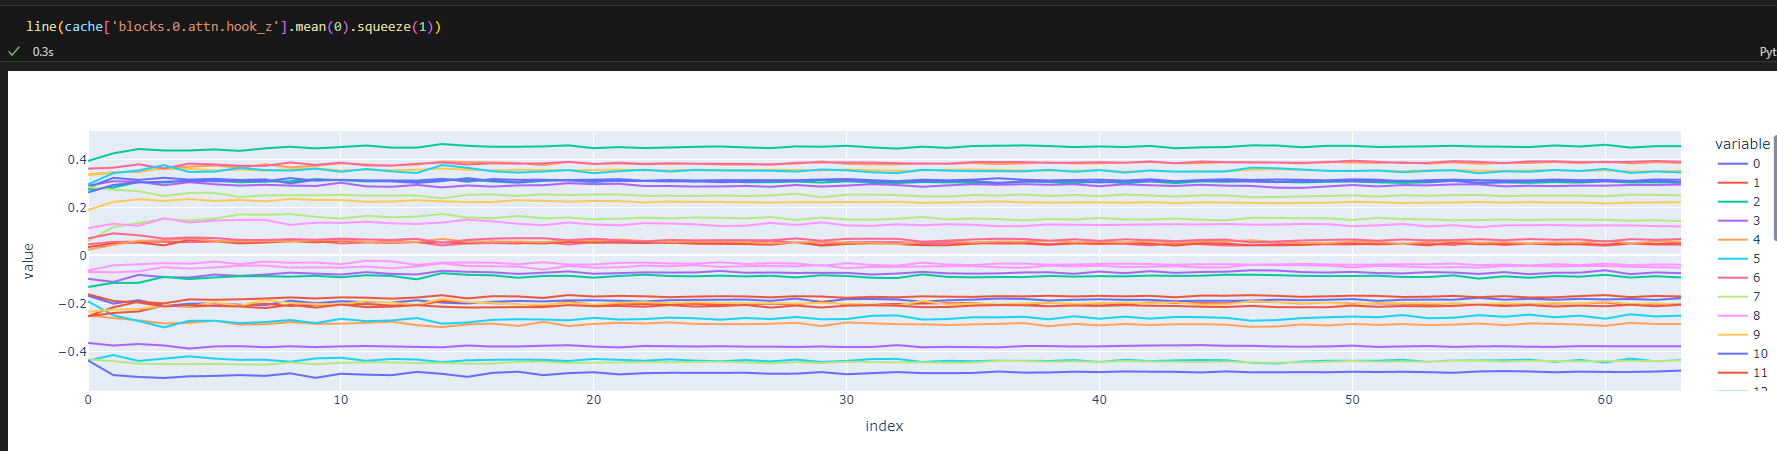 line(cache['blocks.0.attn.hook_z'].mean(0).squeeze(1))
0.3s
Pyt
0.4
0.2
0
−0.2
−0.4
value
0 10 20 30 40 50 60
index
variable
0
1
2
3
4
5
6
7
8
9
10
11